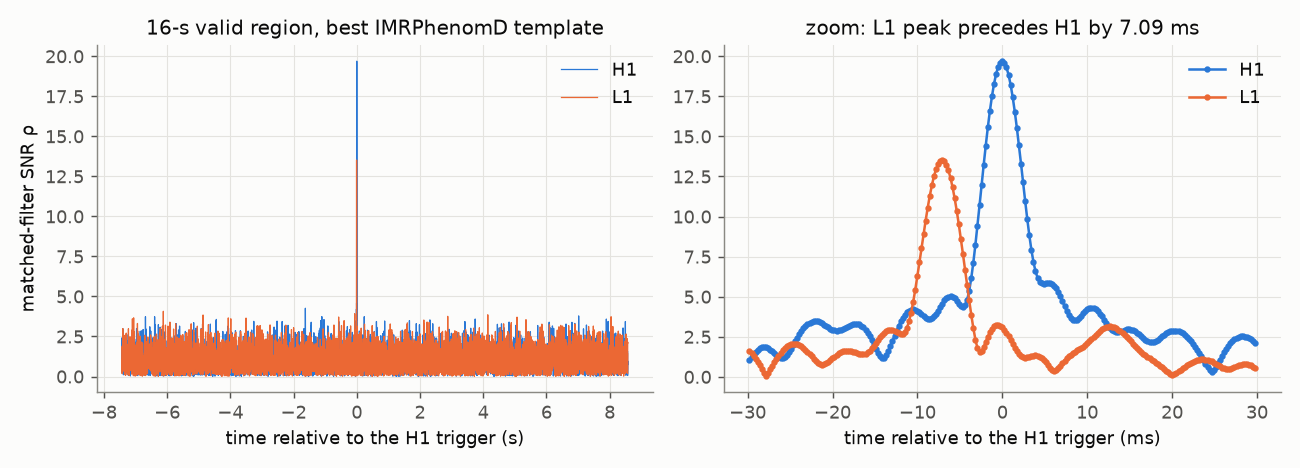 16-s valid region, best IMRPhenomD template
matched-filter SNR ρ
20.0
17.5
15.0
12.5
10.0
7.5
5.0
2.5
0.0
H1
L1
−8 −6 −4 −2 0 2 4 6 8
time relative to the H1 trigger (s)
zoom: L1 peak precedes H1 by 7.09 ms
20.0
17.5
15.0
12.5
10.0
7.5
5.0
2.5
0.0
H1
L1
−30 −20 −10 0 10 20 30
time relative to the H1 trigger (ms)